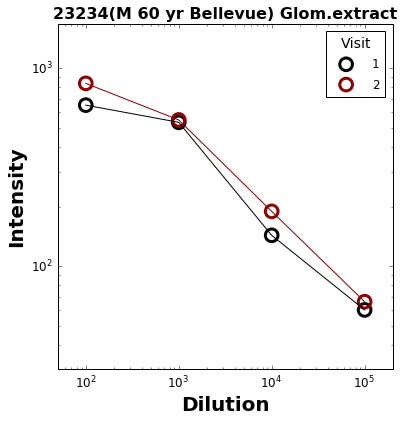 23234(M 60 yr Bellevue) Glom.extract
Visit
1
2
10³
10²
Intensity
10² 10³ 10⁴ 10⁵
Dilution